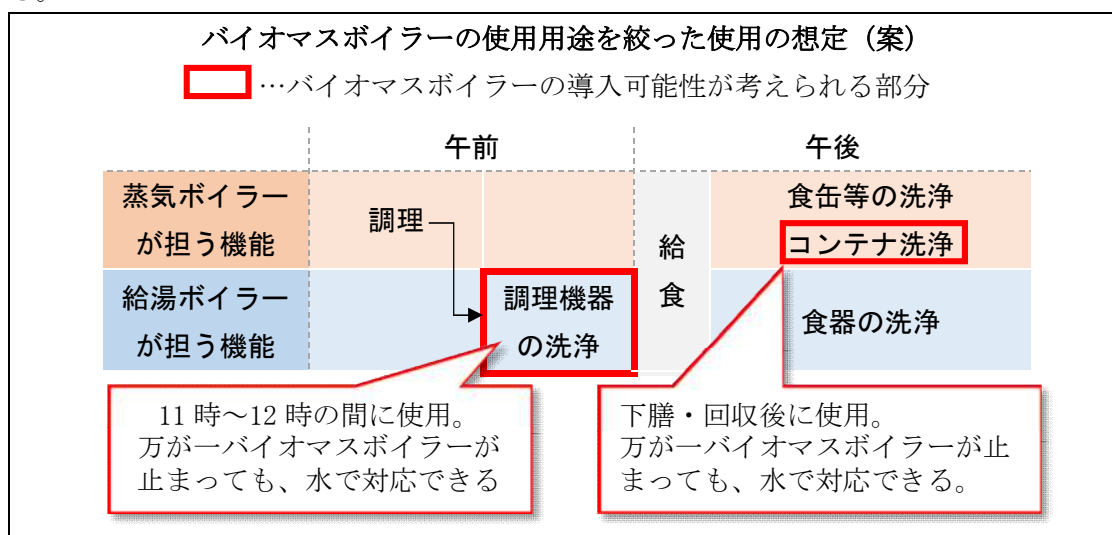 る。
バイオマスボイラーの使用用途を絞った使用の想定（案）
…バイオマスボイラーの導入可能性が考えられる部分
午前
午後
蒸気ボイラー
が担う機能
調理
給
食
食缶等の洗浄
コンテナ洗浄
給湯ボイラー
が担う機能
調理機器
の洗浄
食器の洗浄
11時～12時の間に使用。
万が一バイオマスボイラーが
止まっても、水で対応できる
下膳・回収後に使用。
万が一バイオマスボイラーが止
まっても、水で対応できる。